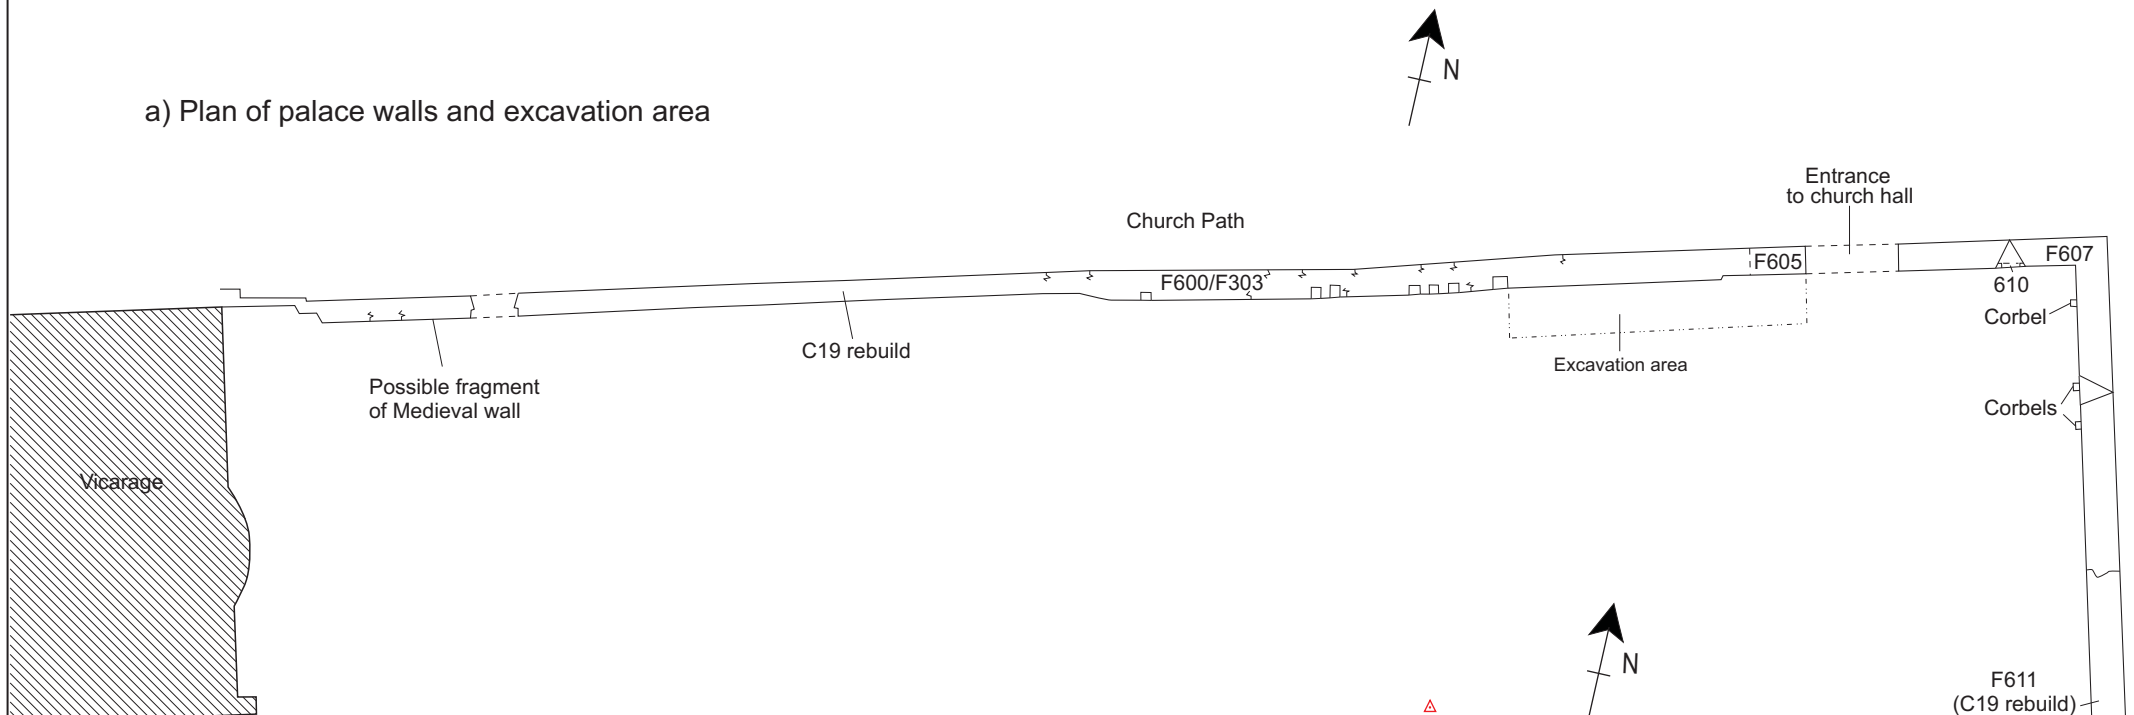 N
a) Plan of palace walls and excavation area
Entrance
to church hall
Church Path
F607
F605
F600/F303
610
Corbel
C19 rebuild
Excavation area
Possible fragment
of Medieval wall
Corbels
Vicarage
N
F611
(C19 rebuild)